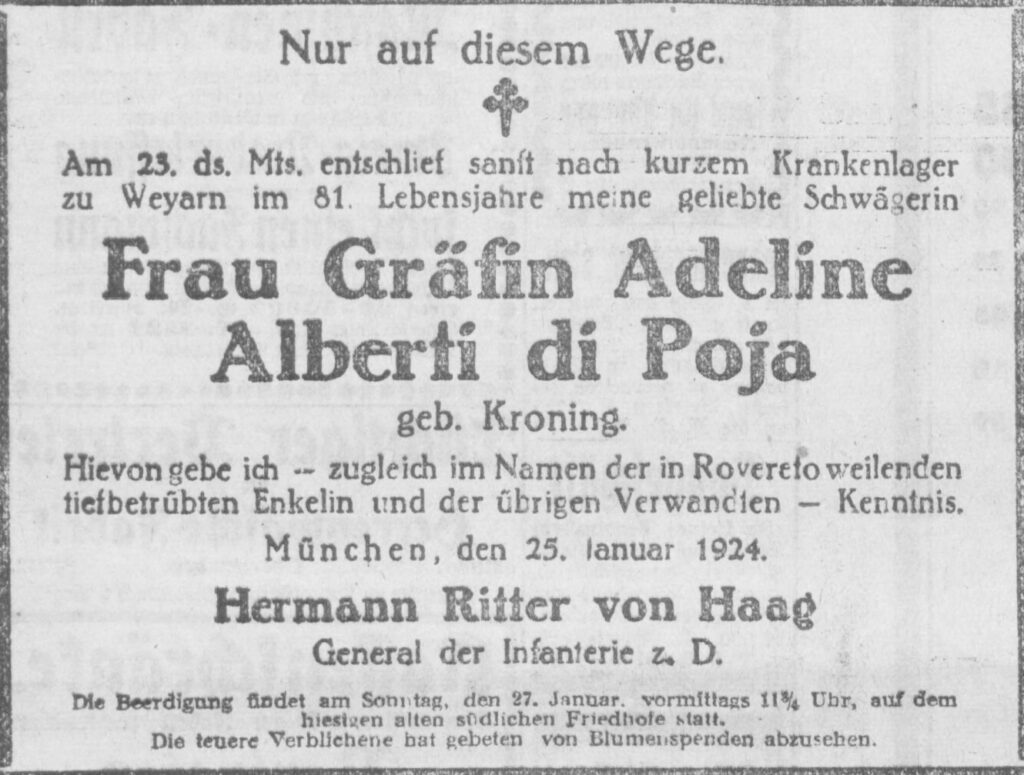 Nur auf diesem Wege.
Am 23. ds. Mts. entschlief sanft nach kurzem Krankenlager
zu Weyarn im 81. Lebensjahre meine geliebte Schwägerin
Frau Gräfin Adeline
Alberti di Poja
geb. Kroning.
Hievon gebe ich — zugleich im Namen der in Rovereto weilenden
tiefbetrübten Enkelin und der übrigen Verwandten — Kenntnis.
München, den 25. Januar 1924.
Hermann Ritter von Haag
General der Infanterie z. D.
Die Beerdigung findet am Sonntag, den 27. Januar, vormittags 11¾ Uhr, auf dem
hiesigen alten südlichen Friedhofe statt.
Die teuere Verblichene hat gebeten von Blumenspenden abzusehen.